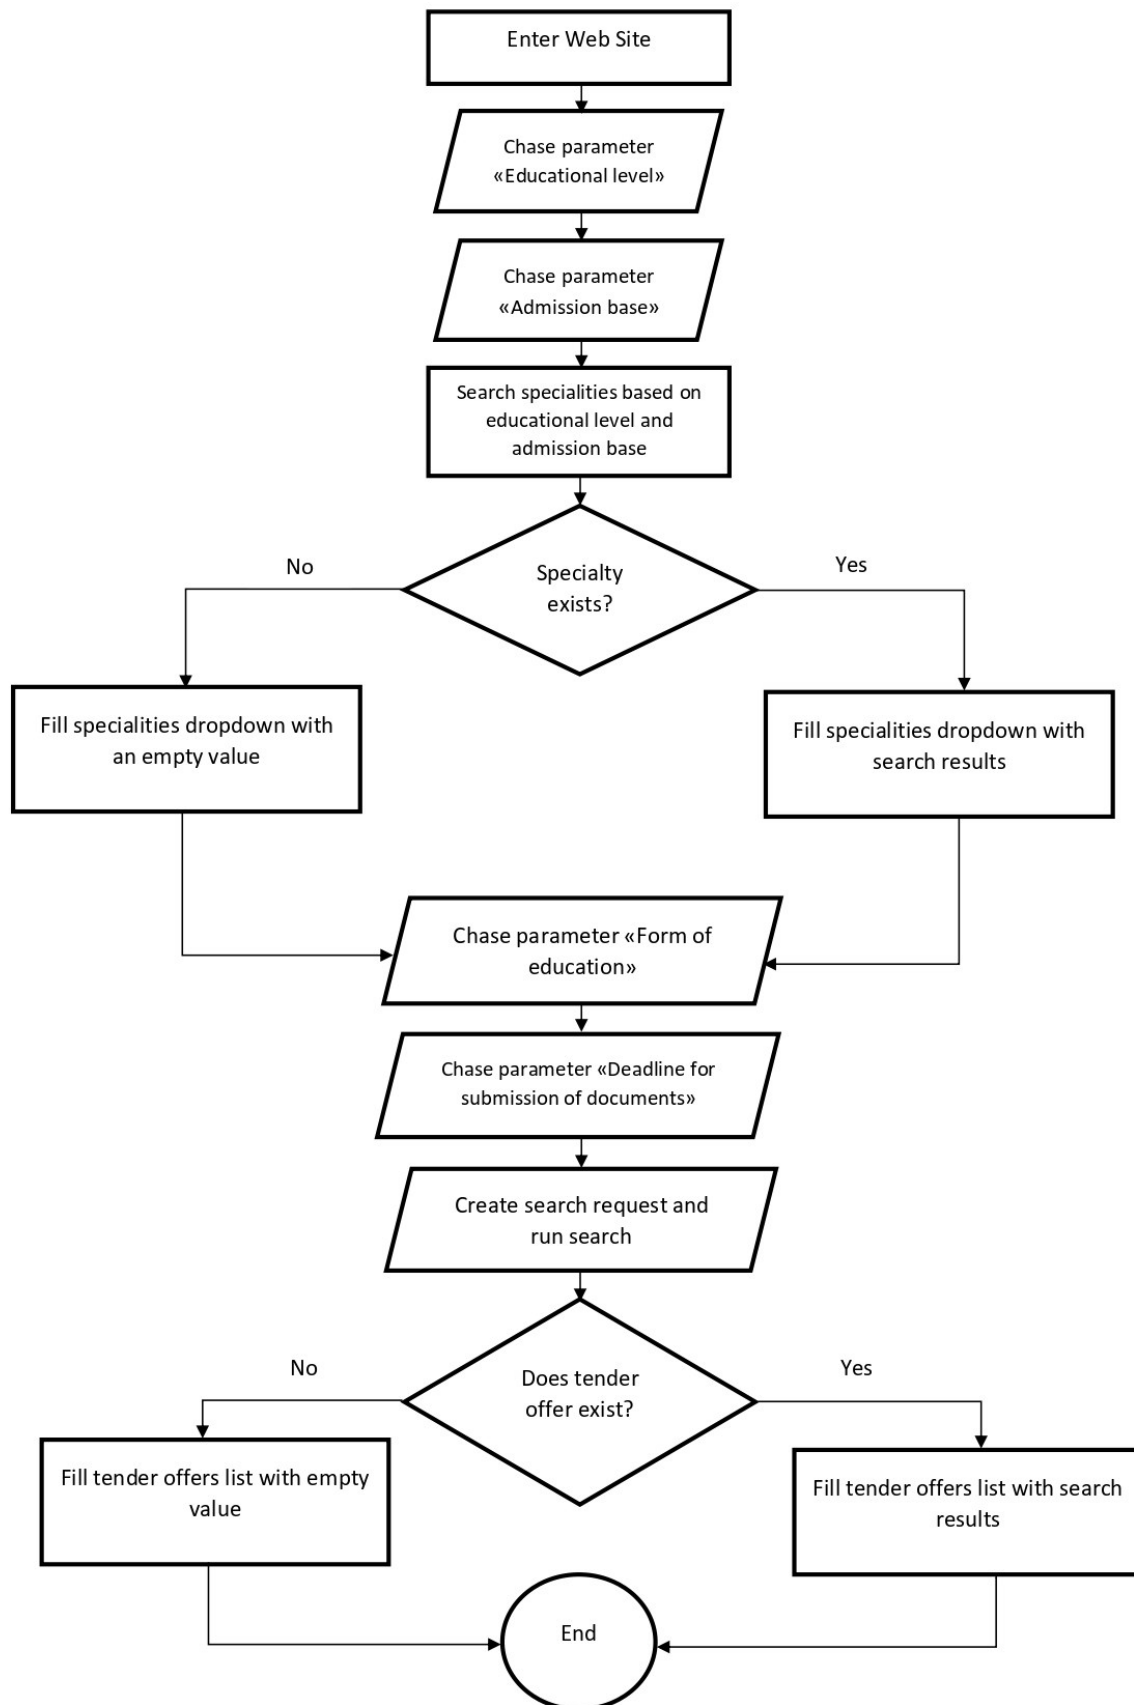 Enter Web Site
Chase parameter
«Educational level»
Chase parameter
«Admission base»
Search specialities based on
educational level and
admission base
No
Yes
Specialty
exists?
Fill specialities dropdown with
an empty value
Fill specialities dropdown with
search results
Chase parameter «Form of
education»
Chase parameter «Deadline for
submission of documents»
Create search request and
run search
No
Yes
Does tender
offer exist?
Fill tender offers list with empty
value
Fill tender offers list with search
results
End